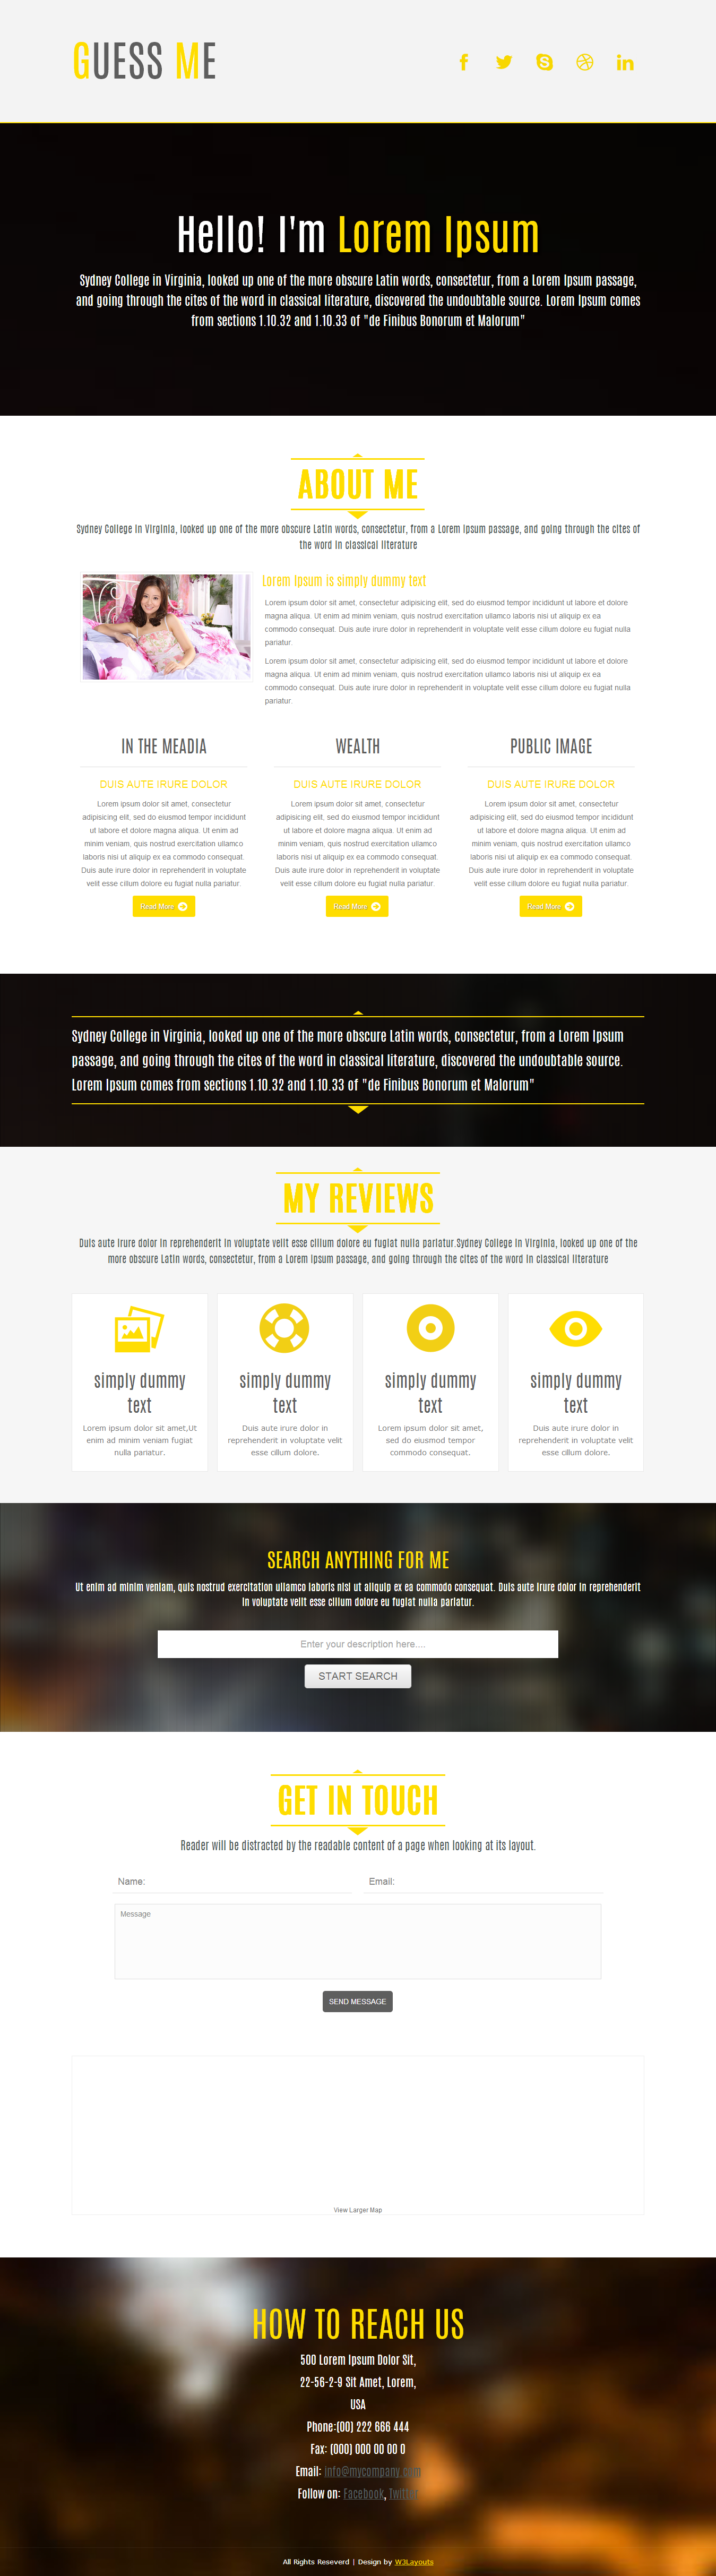 GUESS ME
Hello! I'm Lorem Ipsum
Sydney College in Virginia, looked up one of the more obscure Latin words, consectetur, from a Lorem Ipsum passage,
and going through the cites of the word in classical literature, discovered the undoubtable source. Lorem Ipsum comes
from sections 1.10.32 and 1.10.33 of "de Finibus Bonorum et Malorum"
ABOUT ME
Sydney College in Virginia, looked up one of the more obscure Latin words, consectetur, from a Lorem Ipsum passage, and going through the cites of
the word in classical literature
Lorem Ipsum is simply dummy text
Lorem ipsum dolor sit amet, consectetur adipisicing elit, sed do eiusmod tempor incididunt ut labore et dolore
magna aliqua. Ut enim ad minim veniam, quis nostrud exercitation ullamco laboris nisi ut aliquip ex ea
commodo consequat. Duis aute irure dolor in reprehenderit in voluptate velit esse cillum dolore eu fugiat nulla
pariatur.
Lorem ipsum dolor sit amet, consectetur adipisicing elit, sed do eiusmod tempor incididunt ut labore et dolore
magna aliqua. Ut enim ad minim veniam, quis nostrud exercitation ullamco laboris nisi ut aliquip ex ea
commodo consequat. Duis aute irure dolor in reprehenderit in voluptate velit esse cillum dolore eu fugiat nulla
pariatur.
IN THE MEADIA
DUIS AUTE IRURE DOLOR
Lorem ipsum dolor sit amet, consectetur
adipisicing elit, sed do eiusmod tempor incididunt
ut labore et dolore magna aliqua. Ut enim ad
minim veniam, quis nostrud exercitation ullamco
laboris nisi ut aliquip ex ea commodo consequat.
Duis aute irure dolor in reprehenderit in voluptate
velit esse cillum dolore eu fugiat nulla pariatur.
Read More
WEALTH
DUIS AUTE IRURE DOLOR
Lorem ipsum dolor sit amet, consectetur
adipisicing elit, sed do eiusmod tempor incididunt
ut labore et dolore magna aliqua. Ut enim ad
minim veniam, quis nostrud exercitation ullamco
laboris nisi ut aliquip ex ea commodo consequat.
Duis aute irure dolor in reprehenderit in voluptate
velit esse cillum dolore eu fugiat nulla pariatur.
Read More
PUBLIC IMAGE
DUIS AUTE IRURE DOLOR
Lorem ipsum dolor sit amet, consectetur
adipisicing elit, sed do eiusmod tempor incididunt
ut labore et dolore magna aliqua. Ut enim ad
minim veniam, quis nostrud exercitation ullamco
laboris nisi ut aliquip ex ea commodo consequat.
Duis aute irure dolor in reprehenderit in voluptate
velit esse cillum dolore eu fugiat nulla pariatur.
Read More
Sydney College in Virginia, looked up one of the more obscure Latin words, consectetur, from a Lorem Ipsum
passage, and going through the cites of the word in classical literature, discovered the undoubtable source.
Lorem Ipsum comes from sections 1.10.32 and 1.10.33 of "de Finibus Bonorum et Malorum"
MY REVIEWS
Duis aute irure dolor in reprehenderit in voluptate velit esse cillum dolore eu fugiat nulla pariatur.Sydney College in Virginia, looked up one of the
more obscure Latin words, consectetur, from a Lorem Ipsum passage, and going through the cites of the word in classical literature
simply dummy
text
Lorem ipsum dolor sit amet,Ut
enim ad minim veniam fugiat
nulla pariatur.
simply dummy
text
Duis aute irure dolor in
reprehenderit in voluptate velit
esse cillum dolore.
simply dummy
text
Lorem ipsum dolor sit amet,
sed do eiusmod tempor
commodo consequat.
simply dummy
text
Duis aute irure dolor in
reprehenderit in voluptate velit
esse cillum dolore.
SEARCH ANYTHING FOR ME
Ut enim ad minim veniam, quis nostrud exercitation ullamco laboris nisi ut aliquip ex ea commodo consequat. Duis aute irure dolor in reprehenderit
in voluptate velit esse cillum dolore eu fugiat nulla pariatur.
Enter your description here....
START SEARCH
GET IN TOUCH
Reader will be distracted by the readable content of a page when looking at its layout.
Name:
Email:
Message
SEND MESSAGE
View Larger Map
HOW TO REACH US
500 Lorem Ipsum Dolor Sit,
22-56-2-9 Sit Amet, Lorem,
USA
Phone:(00) 222 666 444
Fax: (000) 000 00 00 0
Email: info@mycompany.com
Follow on: Facebook, Twitter
All Rights Reseverd | Design by W3Layouts